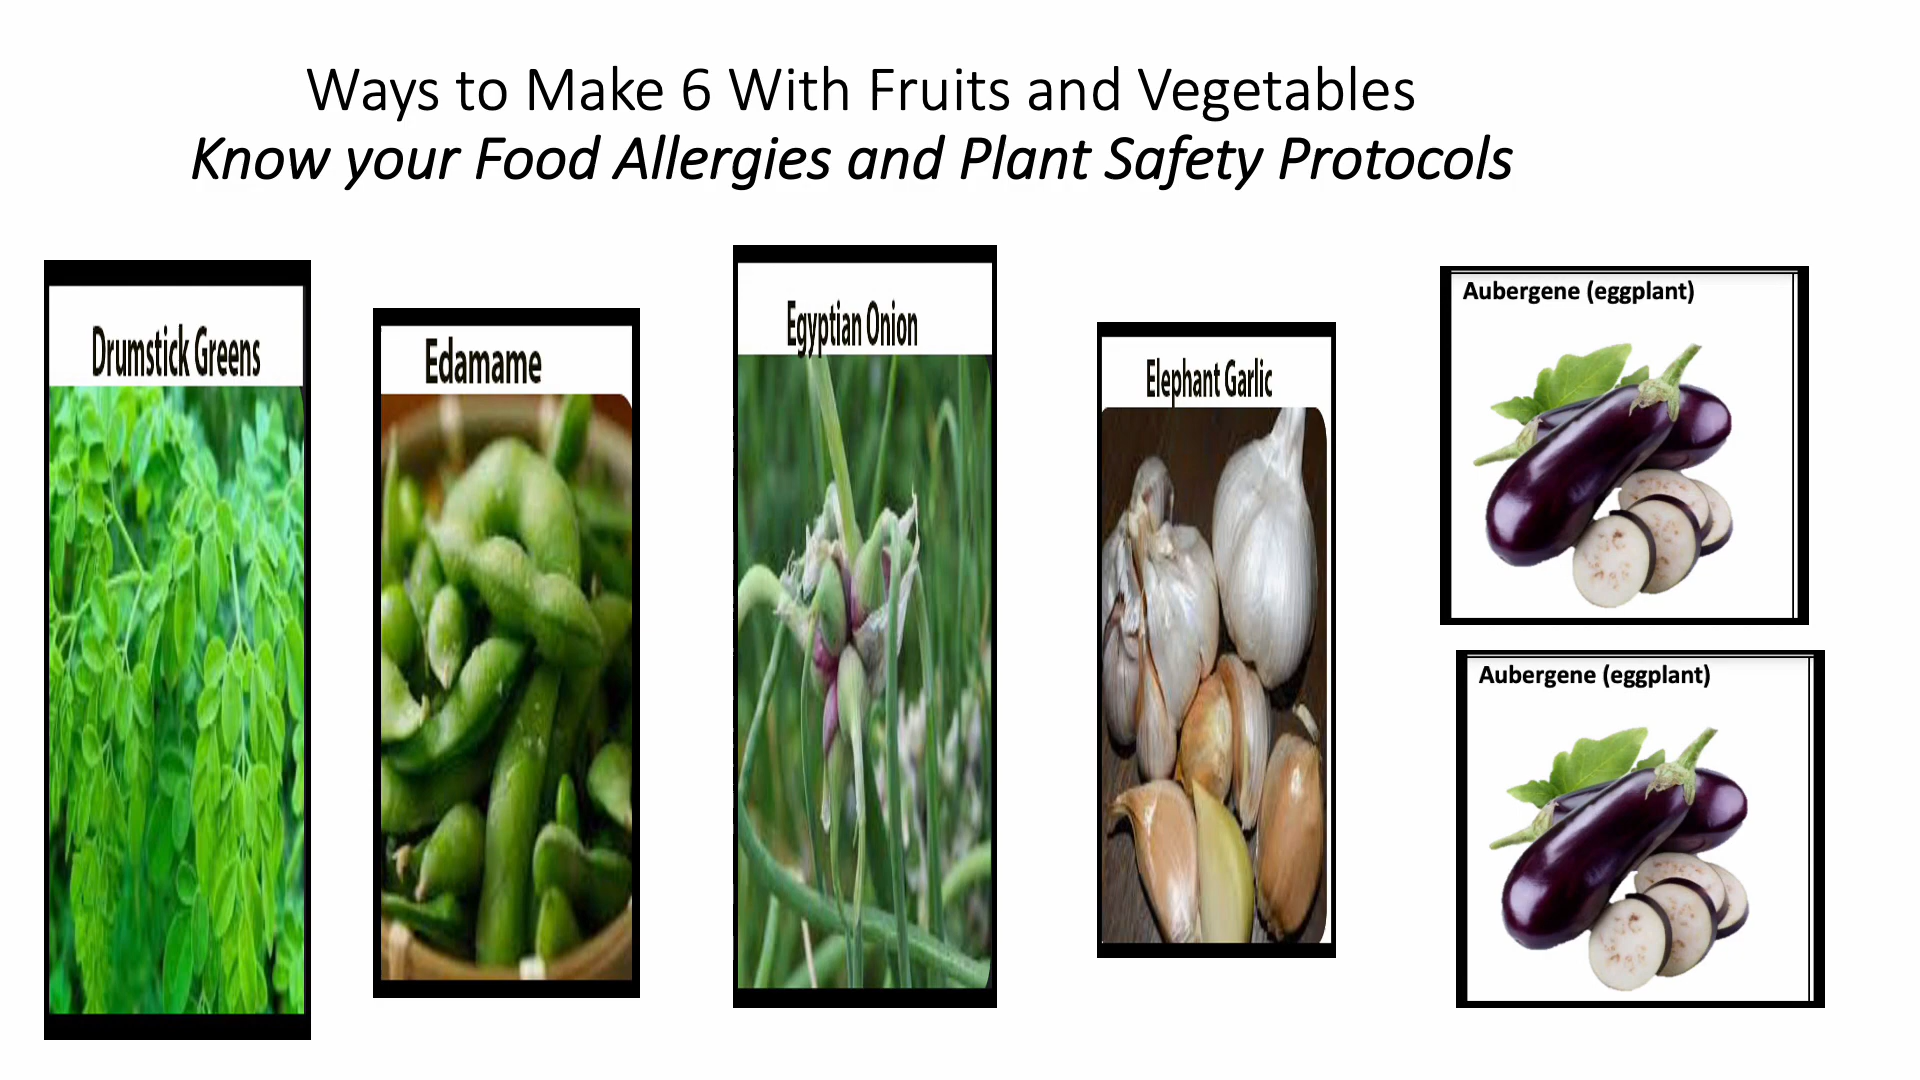 Ways to Make 6 With Fruits and Vegetables
Know your Food Allergies and Plant Safety Protocols
Drumstick Greens
Edamame
Egyptian Onion
Elephant Garlic
Aubergene (eggplant)
Aubergene (eggplant)